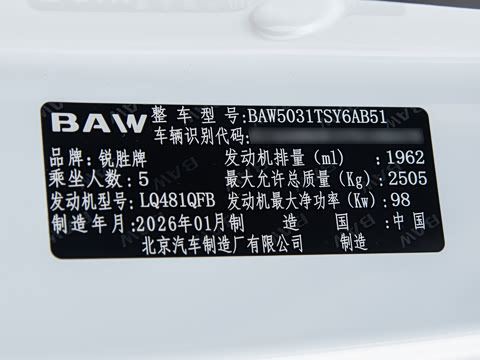 BAW 整车型号:BAW5031TSY6AB51
车辆识别代码:
品牌:锐胜牌 发动机排量(ml):1962
乘坐人数:5 最大允许总质量(Kg):2505
发动机型号:LQ481QFB 发动机最大净功率(Kw):98
制造年月:2026年01月 制造国:中国
北京汽车制造厂有限公司 制造